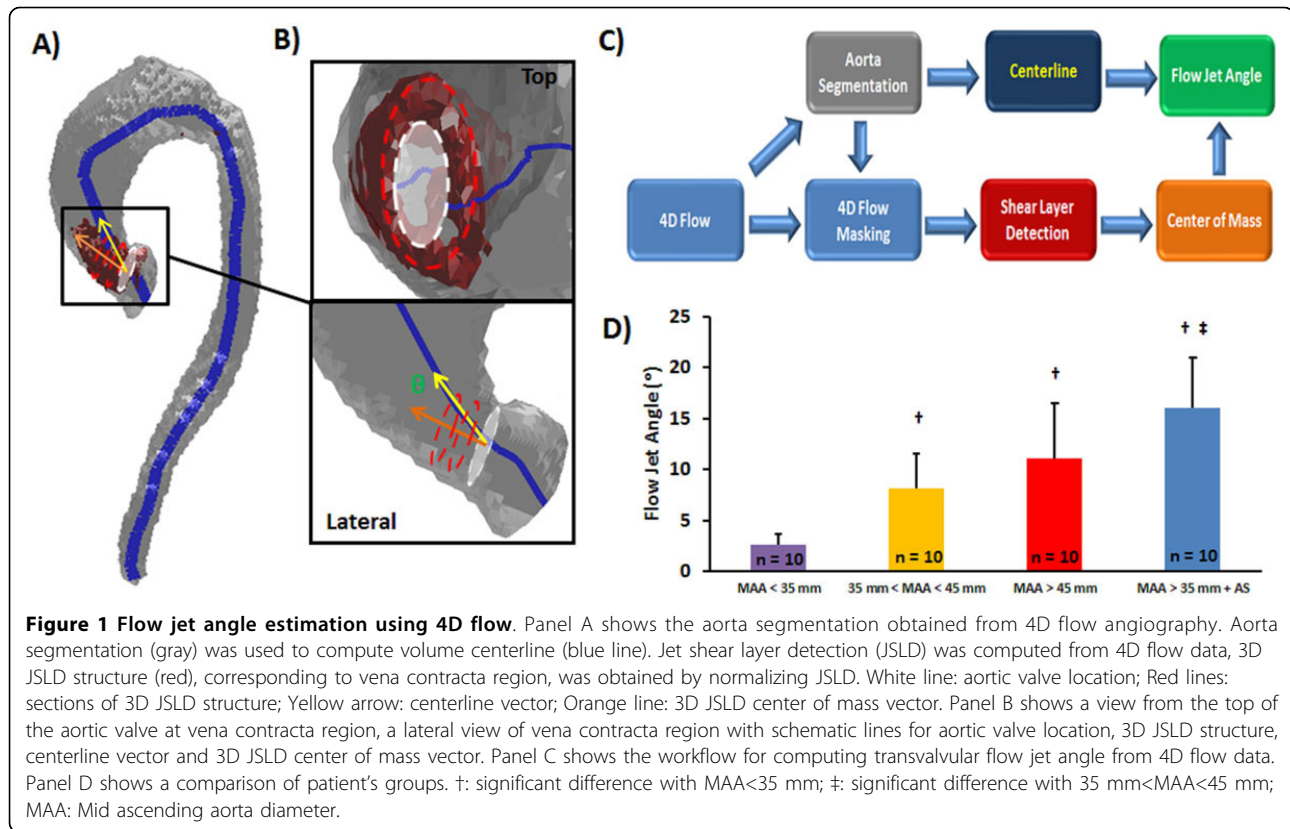 A)
B)
Top
θ
Lateral
C)
Aorta
Segmentation
Centerline
Flow Jet Angle
4D Flow
4D Flow
Masking
Shear Layer
Detection
Center of Mass
D)
Flow Jet Angle (°)
25
20
15
10
5
0
†
†
† ‡
n = 10
n = 10
n = 10
n = 10
MAA < 35 mm
35 mm < MAA < 45 mm
MAA > 45 mm
MAA > 35 mm + AS
Figure 1 Flow jet angle estimation using 4D flow. Panel A shows the aorta segmentation obtained from 4D flow angiography. Aorta
segmentation (gray) was used to compute volume centerline (blue line). Jet shear layer detection (JSLD) was computed from 4D flow data, 3D
JSLD structure (red), corresponding to vena contracta region, was obtained by normalizing JSLD. White line: aortic valve location; Red lines:
sections of 3D JSLD structure; Yellow arrow: centerline vector; Orange line: 3D JSLD center of mass vector. Panel B shows a view from the top of
the aortic valve at vena contracta region, a lateral view of vena contracta region with schematic lines for aortic valve location, 3D JSLD structure,
centerline vector and 3D JSLD center of mass vector. Panel C shows the workflow for computing transvalvular flow jet angle from 4D flow data.
Panel D shows a comparison of patient's groups. †: significant difference with MAA<35 mm; ‡: significant difference with 35 mm<MAA<45 mm;
MAA: Mid ascending aorta diameter.